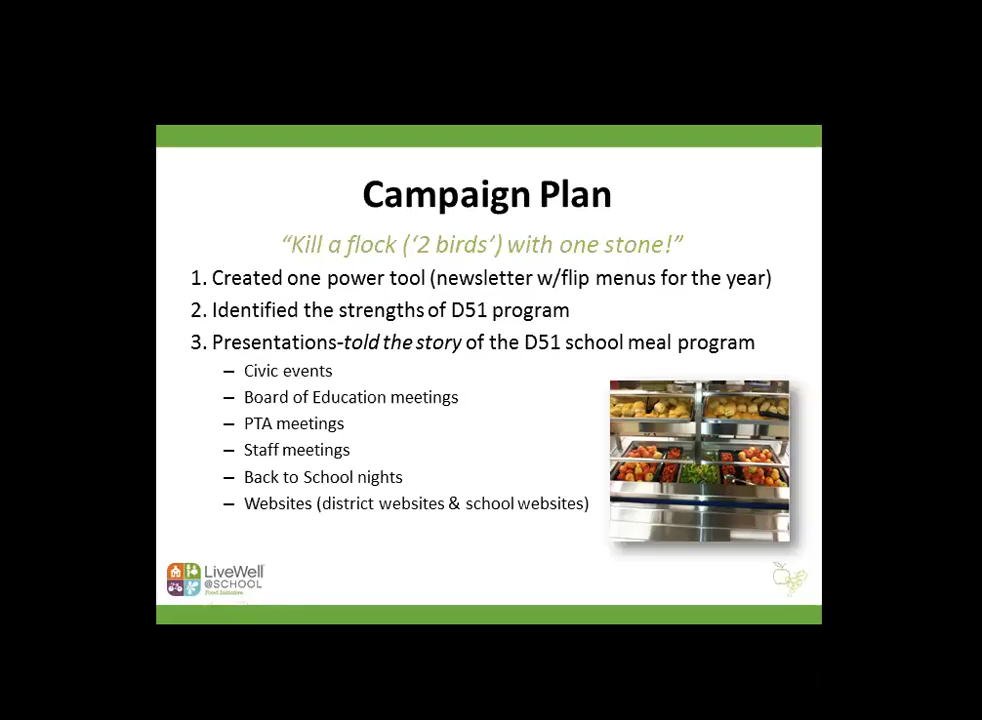 Campaign Plan
“Kill a flock (‘2 birds’) with one stone!”
1. Created one power tool (newsletter w/flip menus for the year)
2. Identified the strengths of D51 program
3. Presentations-told the story of the D51 school meal program
– Civic events
– Board of Education meetings
– PTA meetings
– Staff meetings
– Back to School nights
– Websites (district websites & school websites)
LiveWell
@SCHOOL
Food Initiative